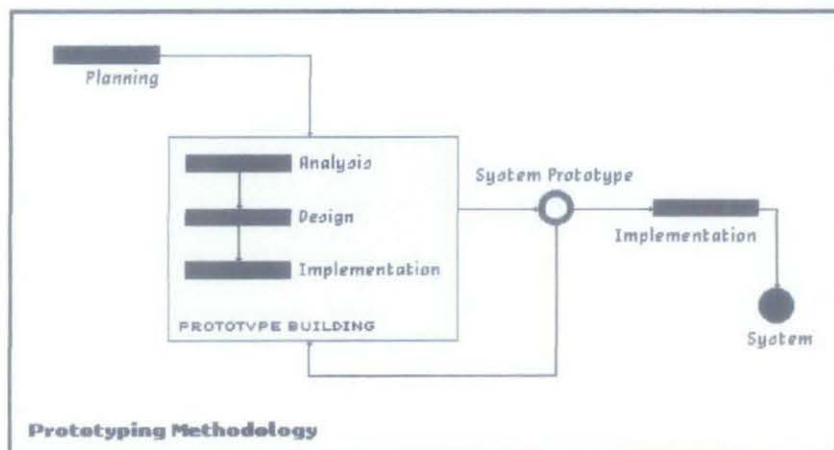 Planning
Analysis
Design
Implementation
PROTOTYPE BUILDING
System Prototype
Implementation
System
Prototyping Methodology